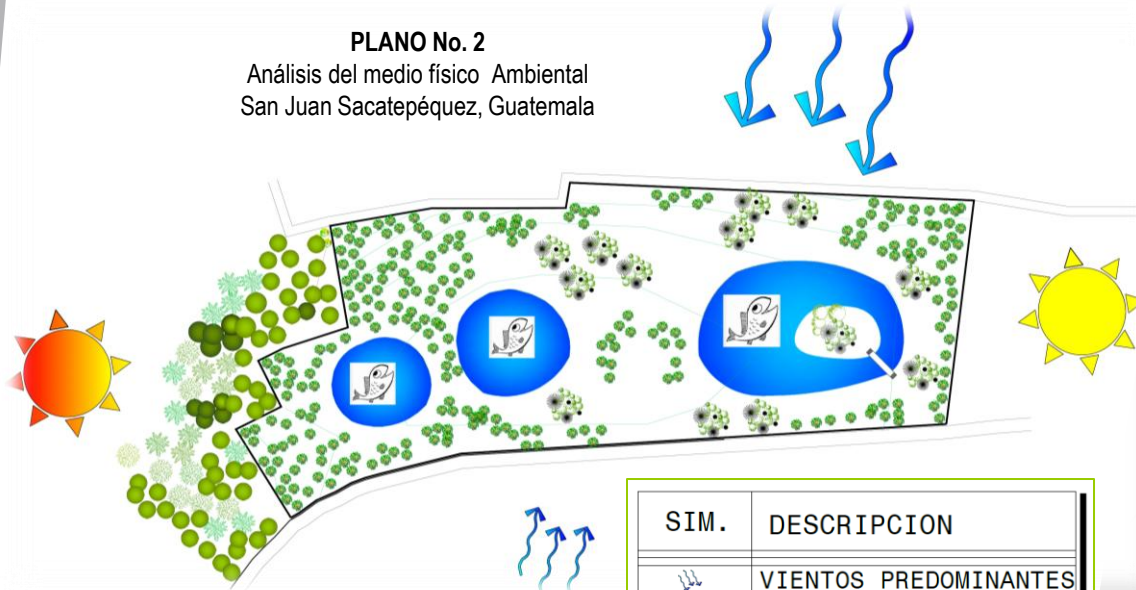 PLANO No. 2
Análisis del medio físico Ambiental
San Juan Sacatepéquez, Guatemala
SIM. DESCRIPCION
VIENTOS PREDOMINANTES